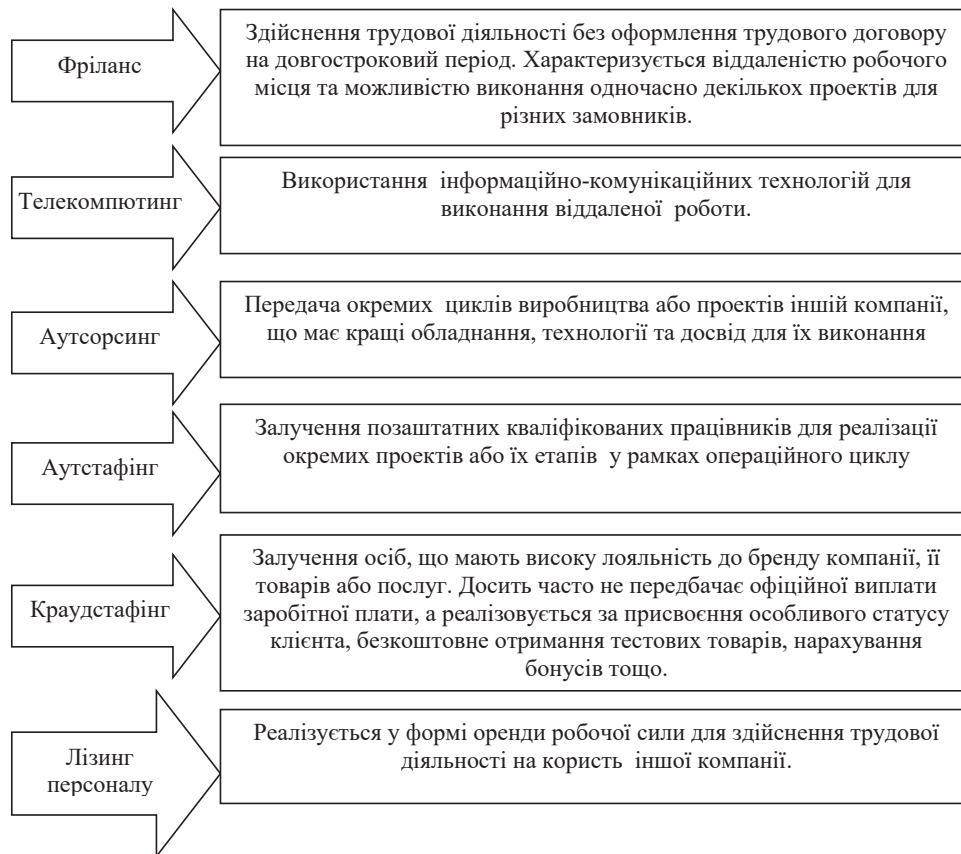 Фріланс
Здійснення трудової діяльності без оформлення трудового договору
на довгостроковий період. Характеризується віддаленістю робочого
місця та можливістю виконання одночасно декількох проектів для
різних замовників.
Телекомпютинг
Використання інформаційно-комунікаційних технологій для
виконання віддаленої роботи.
Аутсорсинг
Передача окремих циклів виробництва або проектів іншій компанії,
що має кращі обладнання, технології та досвід для їх виконання
Аутстафінг
Залучення позаштатних кваліфікованих працівників для реалізації
окремих проектів або їх етапів у рамках операційного циклу
Краудстафінг
Залучення осіб, що мають високу лояльність до бренду компанії, її
товарів або послуг. Досить часто не передбачає офіційної виплати
заробітної плати, а реалізовується за присвоєння особливого статусу
клієнта, безкоштовне отримання тестових товарів, нарахування
бонусів тощо.
Лізинг
персоналу
Реалізується у формі оренди робочої сили для здійснення трудової
діяльності на користь іншої компанії.